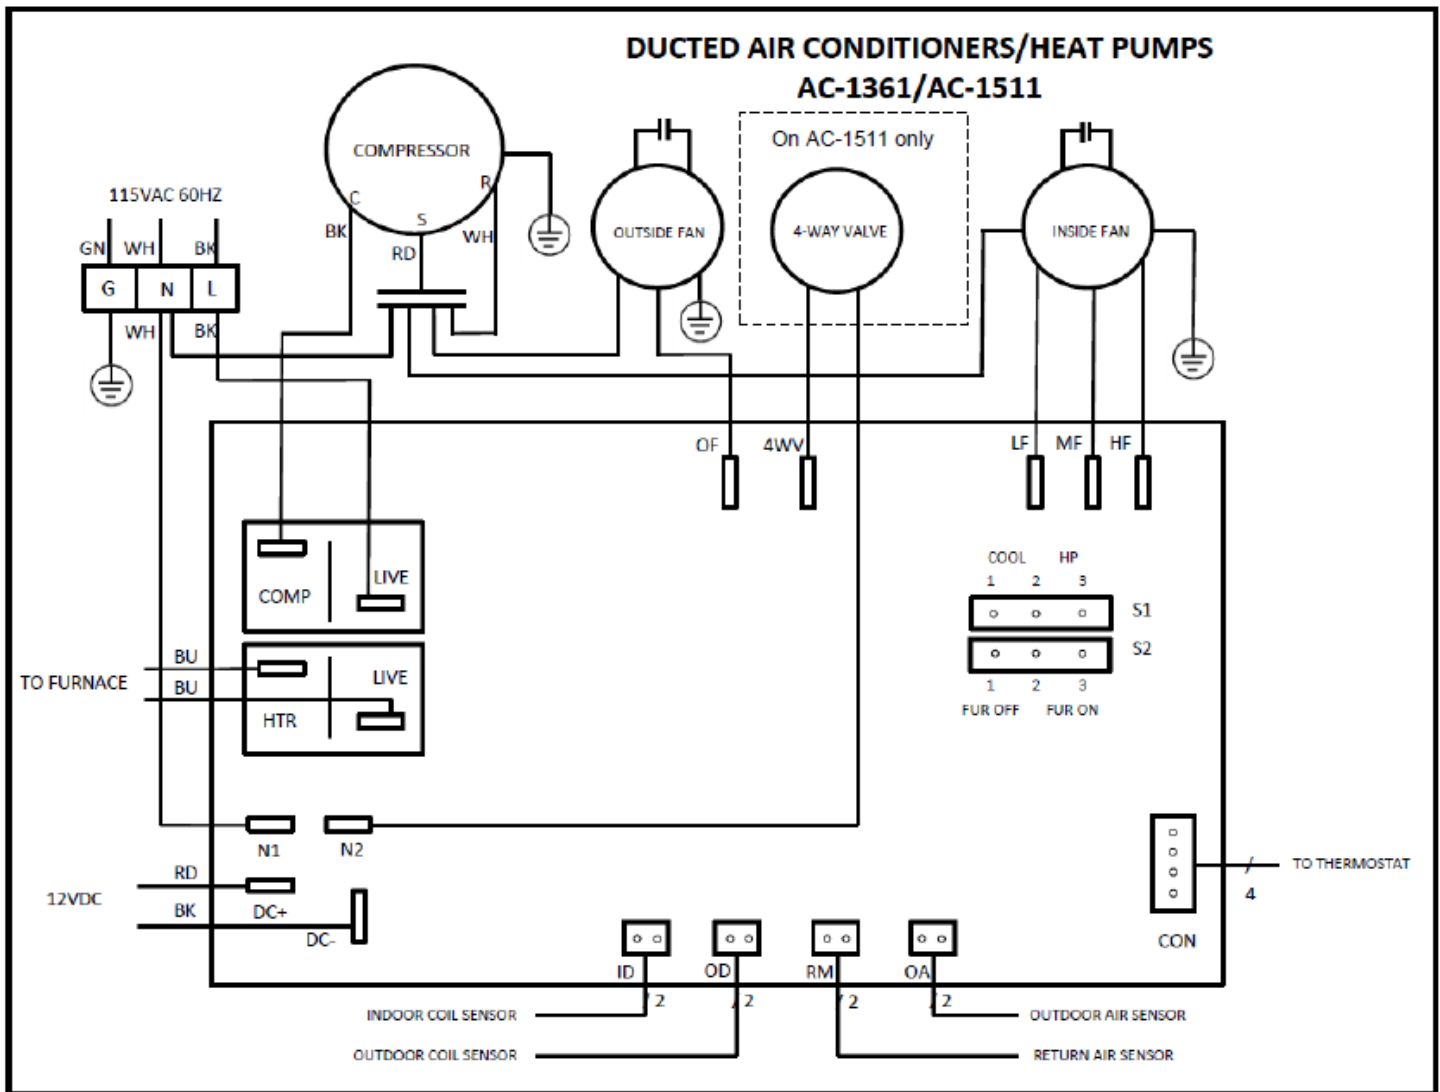 DUCTED AIR CONDITIONERS/HEAT PUMPS
AC-1361/AC-1511
On AC-1511 only
COMPRESSOR
R
C
S
BK
RD
WH
115VAC 60HZ
GN WH BK
G N L
WH BK
OUTSIDE FAN
4-WAY VALVE
INSIDE FAN
OF 4WV LF MF HF
COOL HP
1 2 3
S1
S2
1 2 3
FUR OFF FUR ON
COMP LIVE
TO FURNACE
BU
BU
HTR LIVE
N1 N2
12VDC
RD
BK
DC+
DC-
TO THERMOSTAT
4
CON
ID OD RM OA
2 2 2 2
INDOOR COIL SENSOR
OUTDOOR AIR SENSOR
OUTDOOR COIL SENSOR
RETURN AIR SENSOR